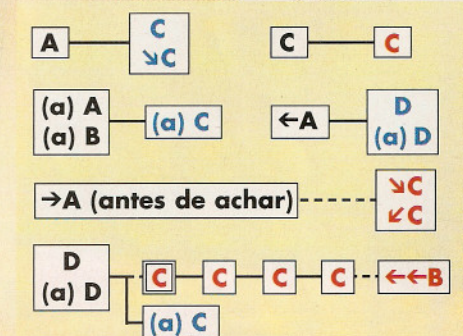 A C
↘C
C C
(a) A
(a) B
(a) C
←A D
(a) D
→A (antes de achar) ↘C
↙C
D
(a) D
C C C C ←←B
(a) C